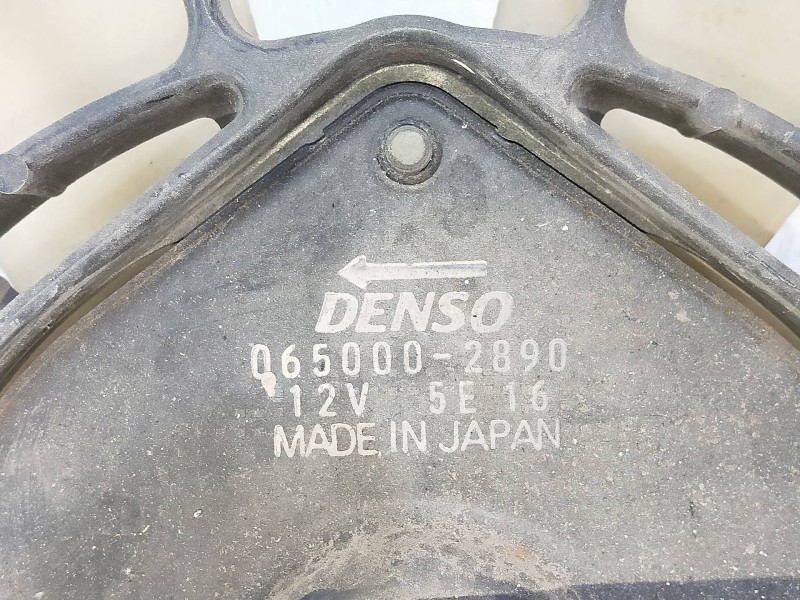 DENSO
065000-2890
12V 5E 16
MADE IN JAPAN